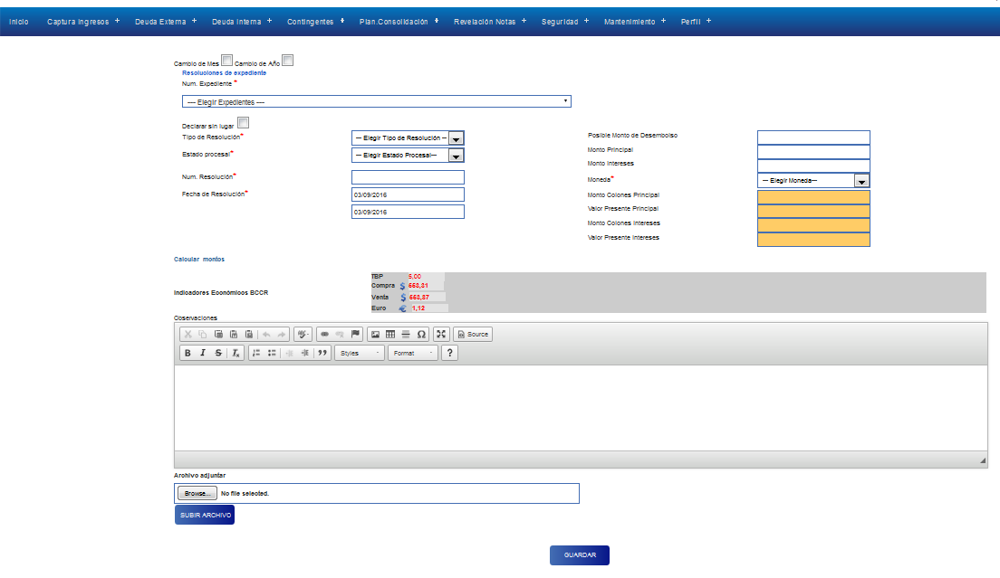 Inicio Captura Ingresos + Deuda Externa + Deuda Interna + Contingentes + Plan.Consolidación + Revelación Notas + Seguridad + Mantenimiento + Perfil +
Cambio de Mes Cambio de Año
Resoluciones de expediente
Num. Expediente *
---- Elegir Expedientes ----
Declarar sin lugar
Tipo de Resolución*
-- Elegir Tipo de Resolución --
Estado procesal*
-- Elegir Estado Procesal--
Num. Resolución*
Fecha de Resolución*
03/09/2016
03/09/2016
Posible Monto de Desembolso
Monto Principal
Monto Intereses
Moneda*
-- Elegir Moneda--
Monto Colones Principal
Valor Presente Principal
Monto Colones Intereses
Valor Presente Intereses
Calcular montos
Indicadores Económicos BCCR
TBP 5,00
Compra $ 553,31
Venta $ 553,37
Euro € 1,12
Observaciones
Source
B I S Ix Styles Format ?
Archivo adjuntar
Browse... No file selected.
SUBIR ARCHIVO
GUARDAR